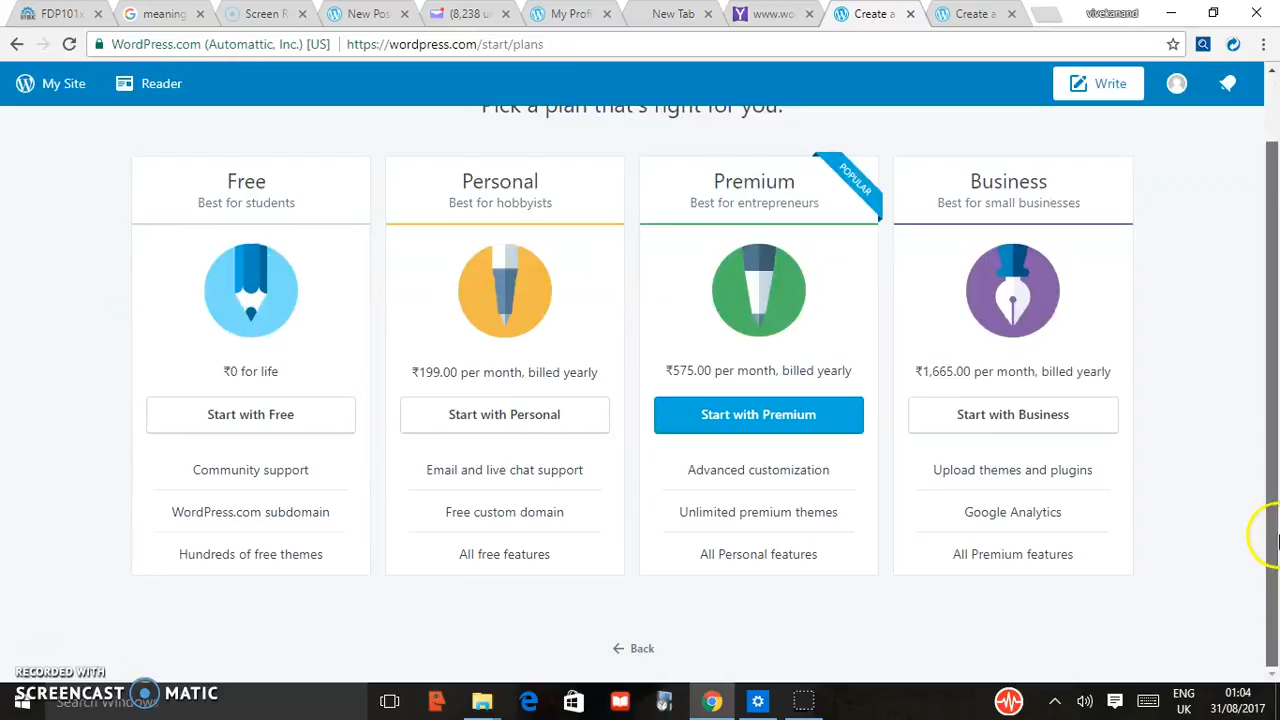 FDP101x
meaning
Screen R
New Pos
(8,238 u
My Profi
New Tab
www.wo
Create a
Create a
vivekanand
WordPress.com (Automattic, Inc.) [US]
https://wordpress.com/start/plans
My Site
Reader
Write
Pick a plan that's right for you.
Free
Best for students
₹0 for life
Start with Free
Community support
WordPress.com subdomain
Hundreds of free themes
Personal
Best for hobbyists
₹199.00 per month, billed yearly
Start with Personal
Email and live chat support
Free custom domain
All free features
POPULAR
Premium
Best for entrepreneurs
₹575.00 per month, billed yearly
Start with Premium
Advanced customization
Unlimited premium themes
All Personal features
Business
Best for small businesses
₹1,665.00 per month, billed yearly
Start with Business
Upload themes and plugins
Google Analytics
All Premium features
Back
RECORDED WITH
SCREENCAST MATIC
Search Windows
ENG
UK
01:04
31/08/2017